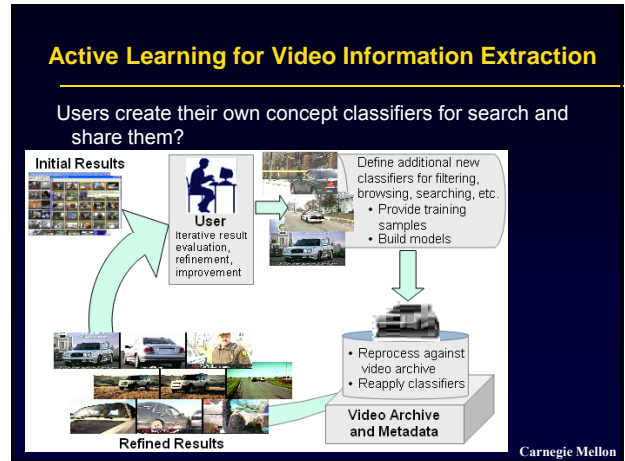 Active Learning for Video Information Extraction
Users create their own concept classifiers for search and
share them?
Initial Results
User
Iterative result
evaluation,
refinement,
improvement
Define additional new
classifiers for filtering,
browsing, searching, etc.
• Provide training
samples
• Build models
• Reprocess against
video archive
• Reapply classifiers
Video Archive
and Metadata
Refined Results
Carnegie Mellon